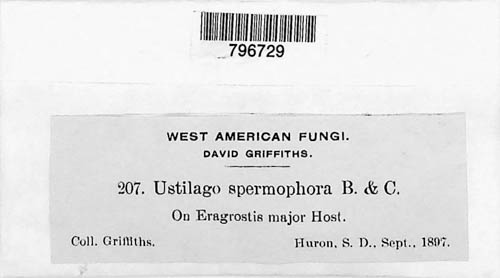 796729
WEST AMERICAN FUNGI.
DAVID GRIFFITHS.
207. Ustilago spermophora B. & C.
On Eragrostis major Host.
Coll. Griffiths. Huron, S. D., Sept., 1897.